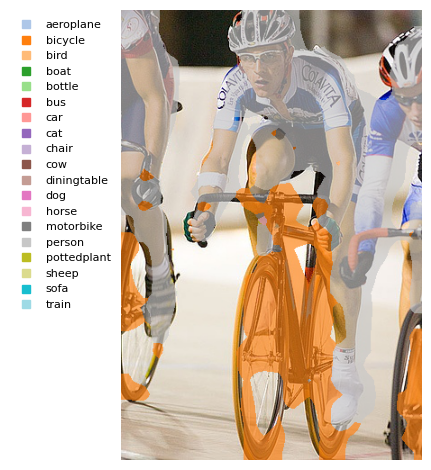 aeroplane
bicycle
bird
boat
bottle
bus
car
cat
chair
cow
diningtable
dog
horse
motorbike
person
pottedplant
sheep
sofa
train
COLAVITA
COLAVITA